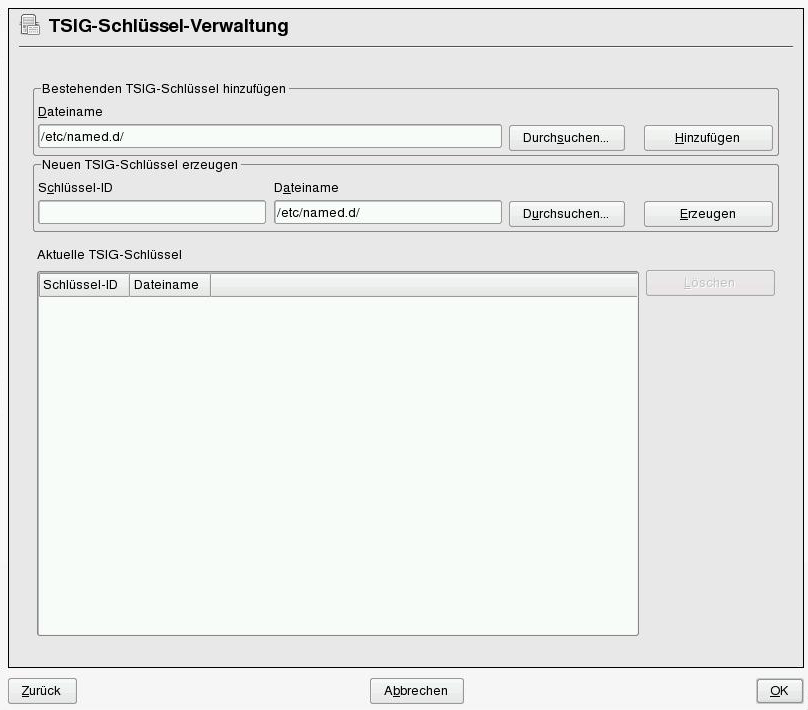 TSIG-Schlüssel-Verwaltung
Bestehenden TSIG-Schlüssel hinzufügen
Dateiname
/etc/named.d/ Durchsuchen... Hinzufügen
Neuen TSIG-Schlüssel erzeugen
Schlüssel-ID Dateiname
/etc/named.d/ Durchsuchen... Erzeugen
Aktuelle TSIG-Schlüssel
Schlüssel-ID Dateiname Löschen
Zurück Abbrechen OK